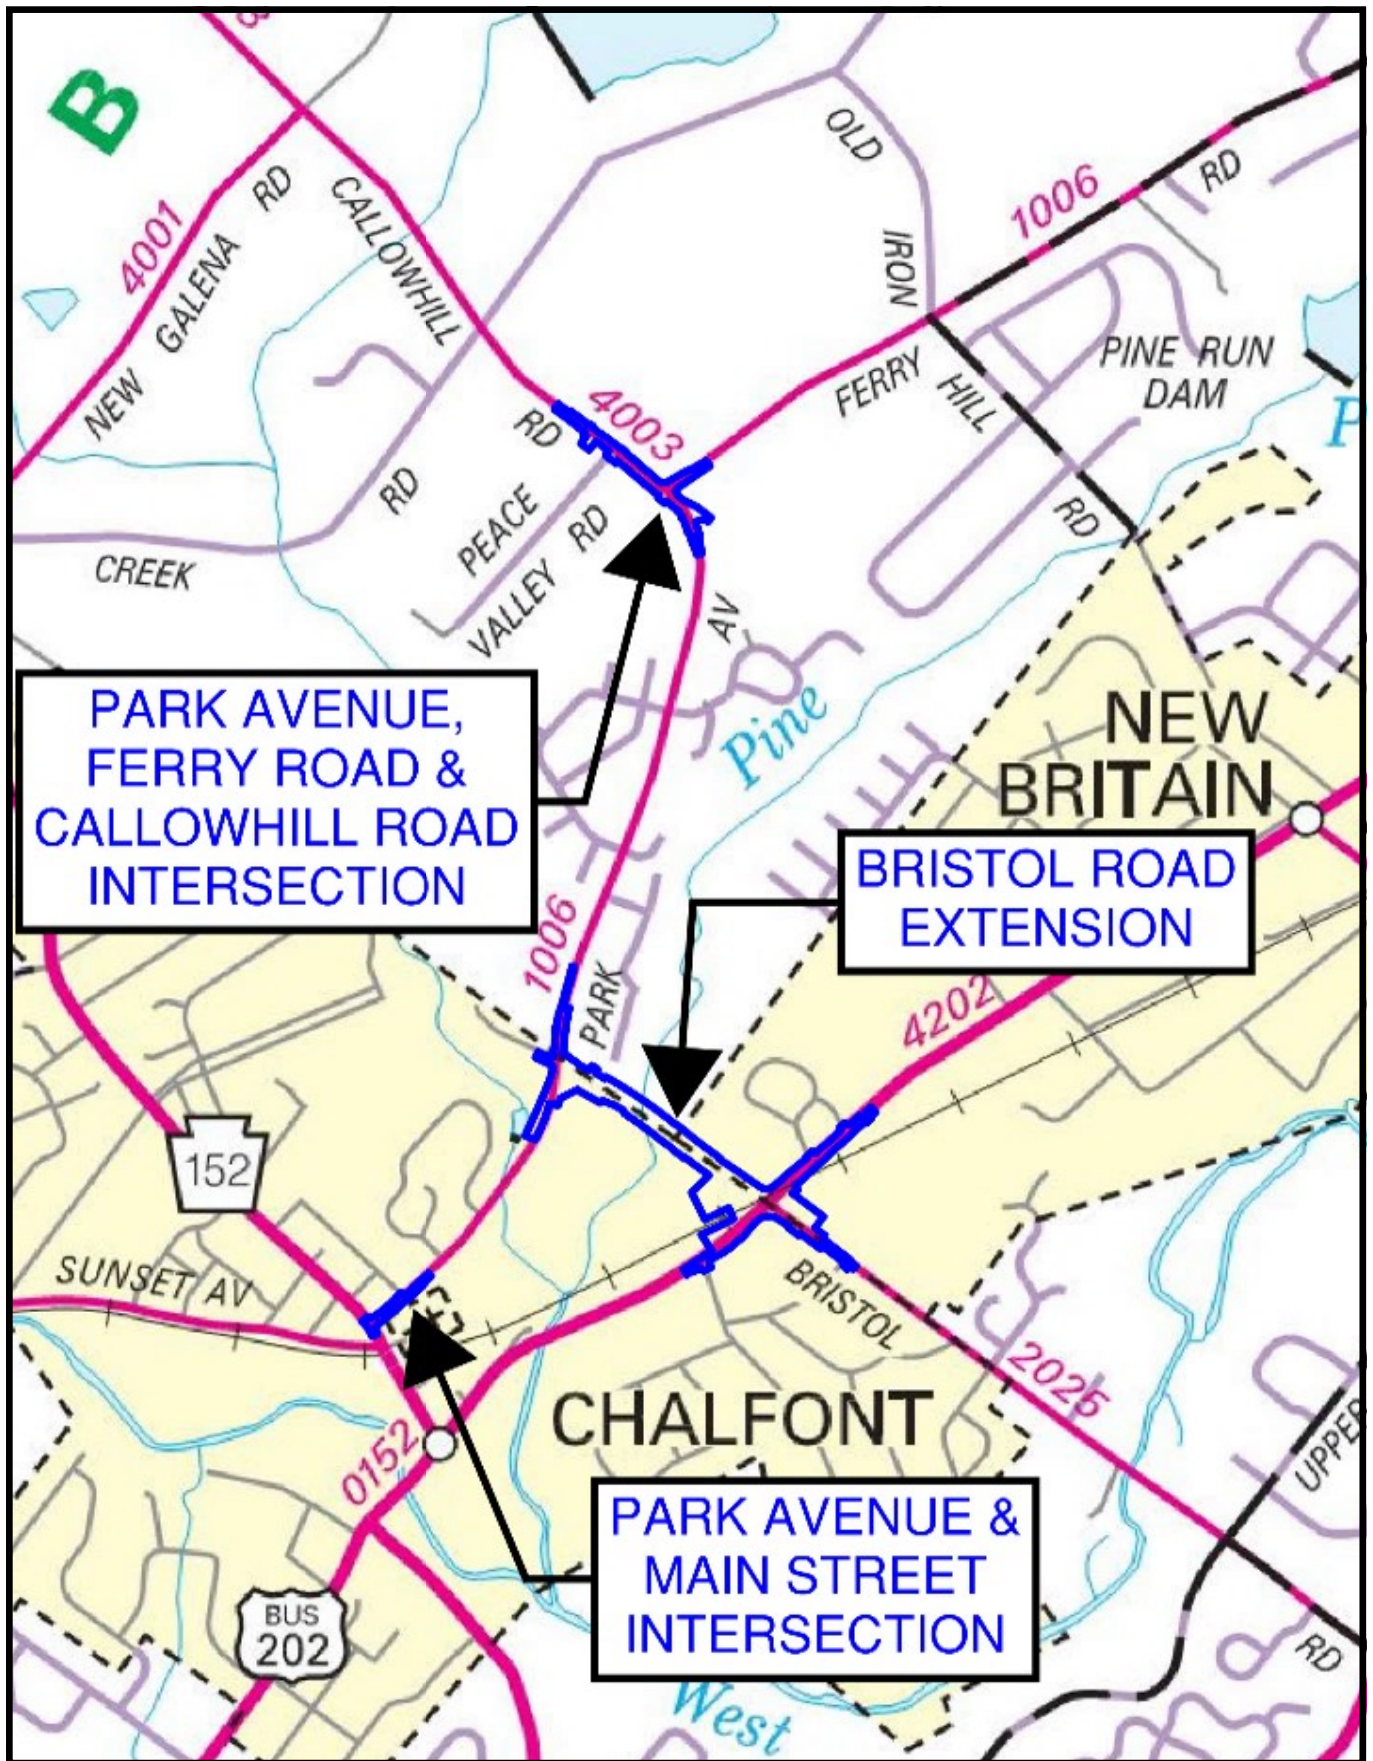 B
OLD
IRON
HILL
RD
1006
RD
4001
NEW
GALENA
RD
CALLOWHILL
RD
4003
FERRY
PINE RUN
DAM
P
CREEK
RD
PEACE
VALLEY RD
AV
Pine
PARK AVENUE,
FERRY ROAD &
CALLOWHILL ROAD
INTERSECTION
NEW
BRITAIN
BRISTOL ROAD
EXTENSION
1006
PARK
4202
152
SUNSET AV
BRISTOL
2025
UPPER
CHALFONT
0152
PARK AVENUE &
MAIN STREET
INTERSECTION
BUS
202
RD
West